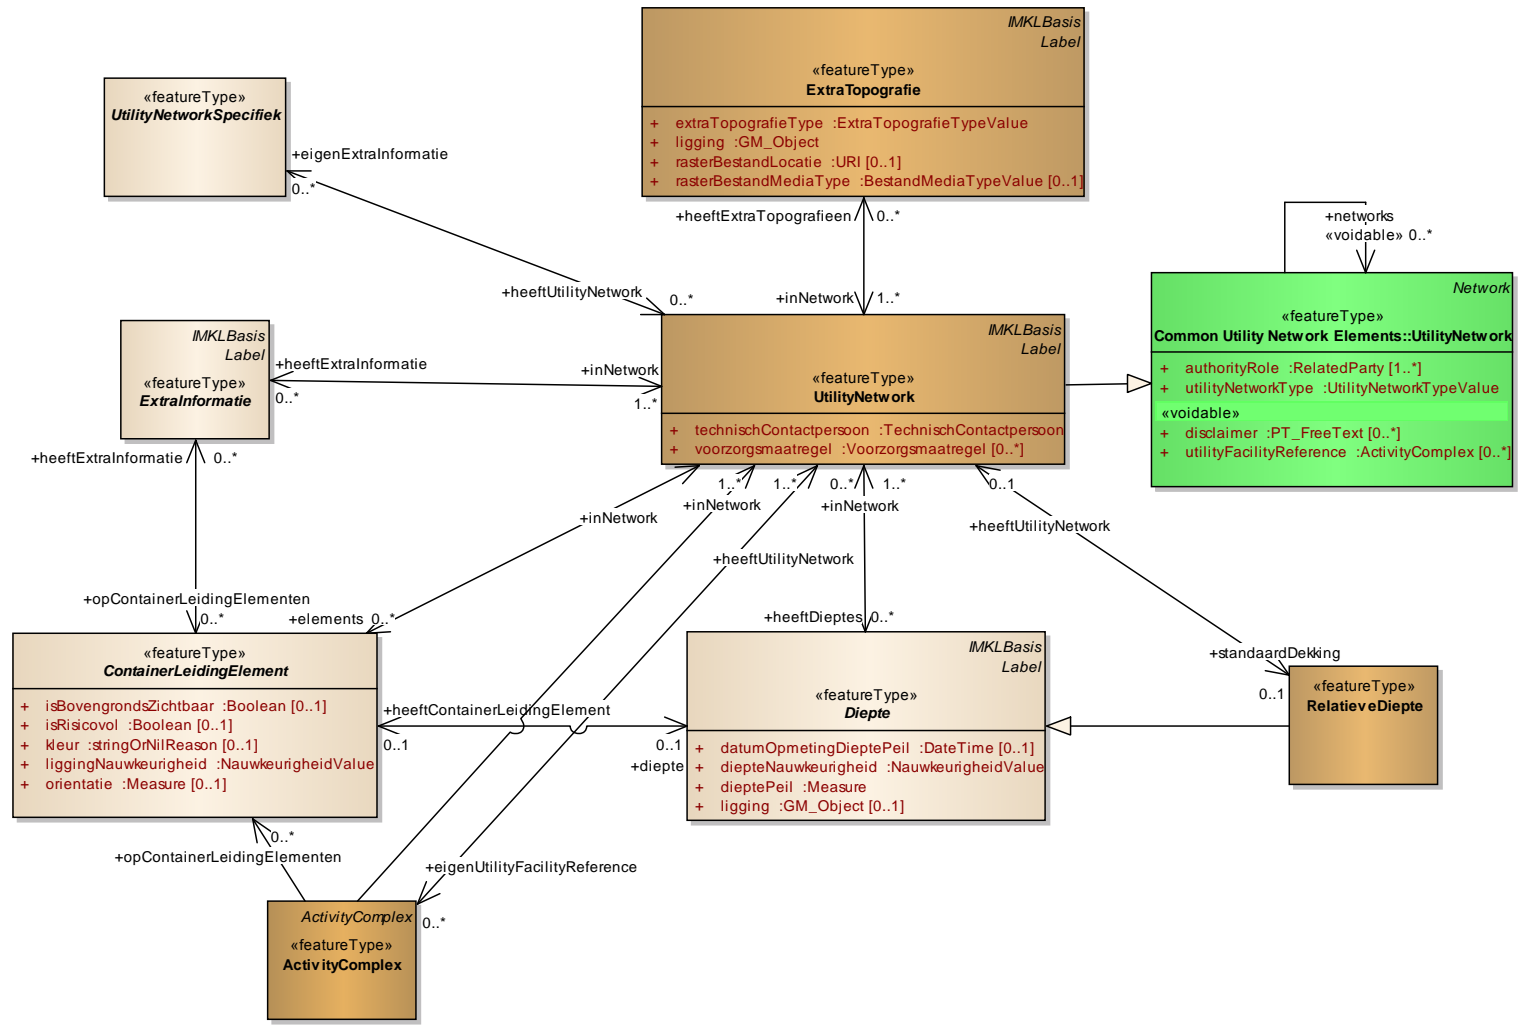 IMKLBasis
Label
«featureType»
ExtraTopografie
+ extraTopografieType :ExtraTopografieTypeValue
+ ligging :GM_Object
+ rasterBestandLocatie :URI [0..1]
+ rasterBestandMediaType :BestandMediaTypeValue [0..1]
«featureType»
UtilityNetworkSpecifiek
+eigenExtraInformatie
0..*
+heeftExtraTopografieen 0..*
+networks
«voidable» 0..*
+heeftUtilityNetwork
0..*
+inNetwork 1..*
Network
«featureType»
Common Utility Network Elements::UtilityNetwork
+ authorityRole :RelatedParty [1..*]
+ utilityNetworkType :UtilityNetworkTypeValue
«voidable»
+ disclaimer :PT_FreeText [0..*]
+ utilityFacilityReference :ActivityComplex [0..*]
IMKLBasis
Label
«featureType»
ExtraInformatie
+heeftExtraInformatie
0..*
+inNetwork
1..*
IMKLBasis
Label
«featureType»
UtilityNetwork
+ technischContactpersoon :TechnischContactpersoon
+ voorzorgsmaatregel :Voorzorgsmaatregel [0..*]
+heeftExtraInformatie 0..*
1..* 1..* 0..* 1..* 0..1
+inNetwork +inNetwork +inNetwork
+heeftUtilityNetwork
+heeftUtilityNetwork
+opContainerLeidingElementen
0..*
+elements 0..*
+heeftDieptes 0..*
+standaardDekking
0..1
«featureType»
ContainerLeidingElement
+ isBovengrondsZichtbaar :Boolean [0..1]
+ isRisicovol :Boolean [0..1]
+ kleur :stringOrNilReason [0..1]
+ liggingNauwkeurigheid :NauwkeurigheidValue
+ orientatie :Measure [0..1]
+heeftContainerLeidingElement
0..1
0..1
+diepte
IMKLBasis
Label
«featureType»
Diepte
+ datumOpmetingDieptePeil :DateTime [0..1]
+ diepteNauwkeurigheid :NauwkeurigheidValue
+ dieptePeil :Measure
+ ligging :GM_Object [0..1]
«featureType»
RelatieveDiepte
0..*
+opContainerLeidingElementen
+eigenUtilityFacilityReference
0..*
ActivityComplex
«featureType»
ActivityComplex